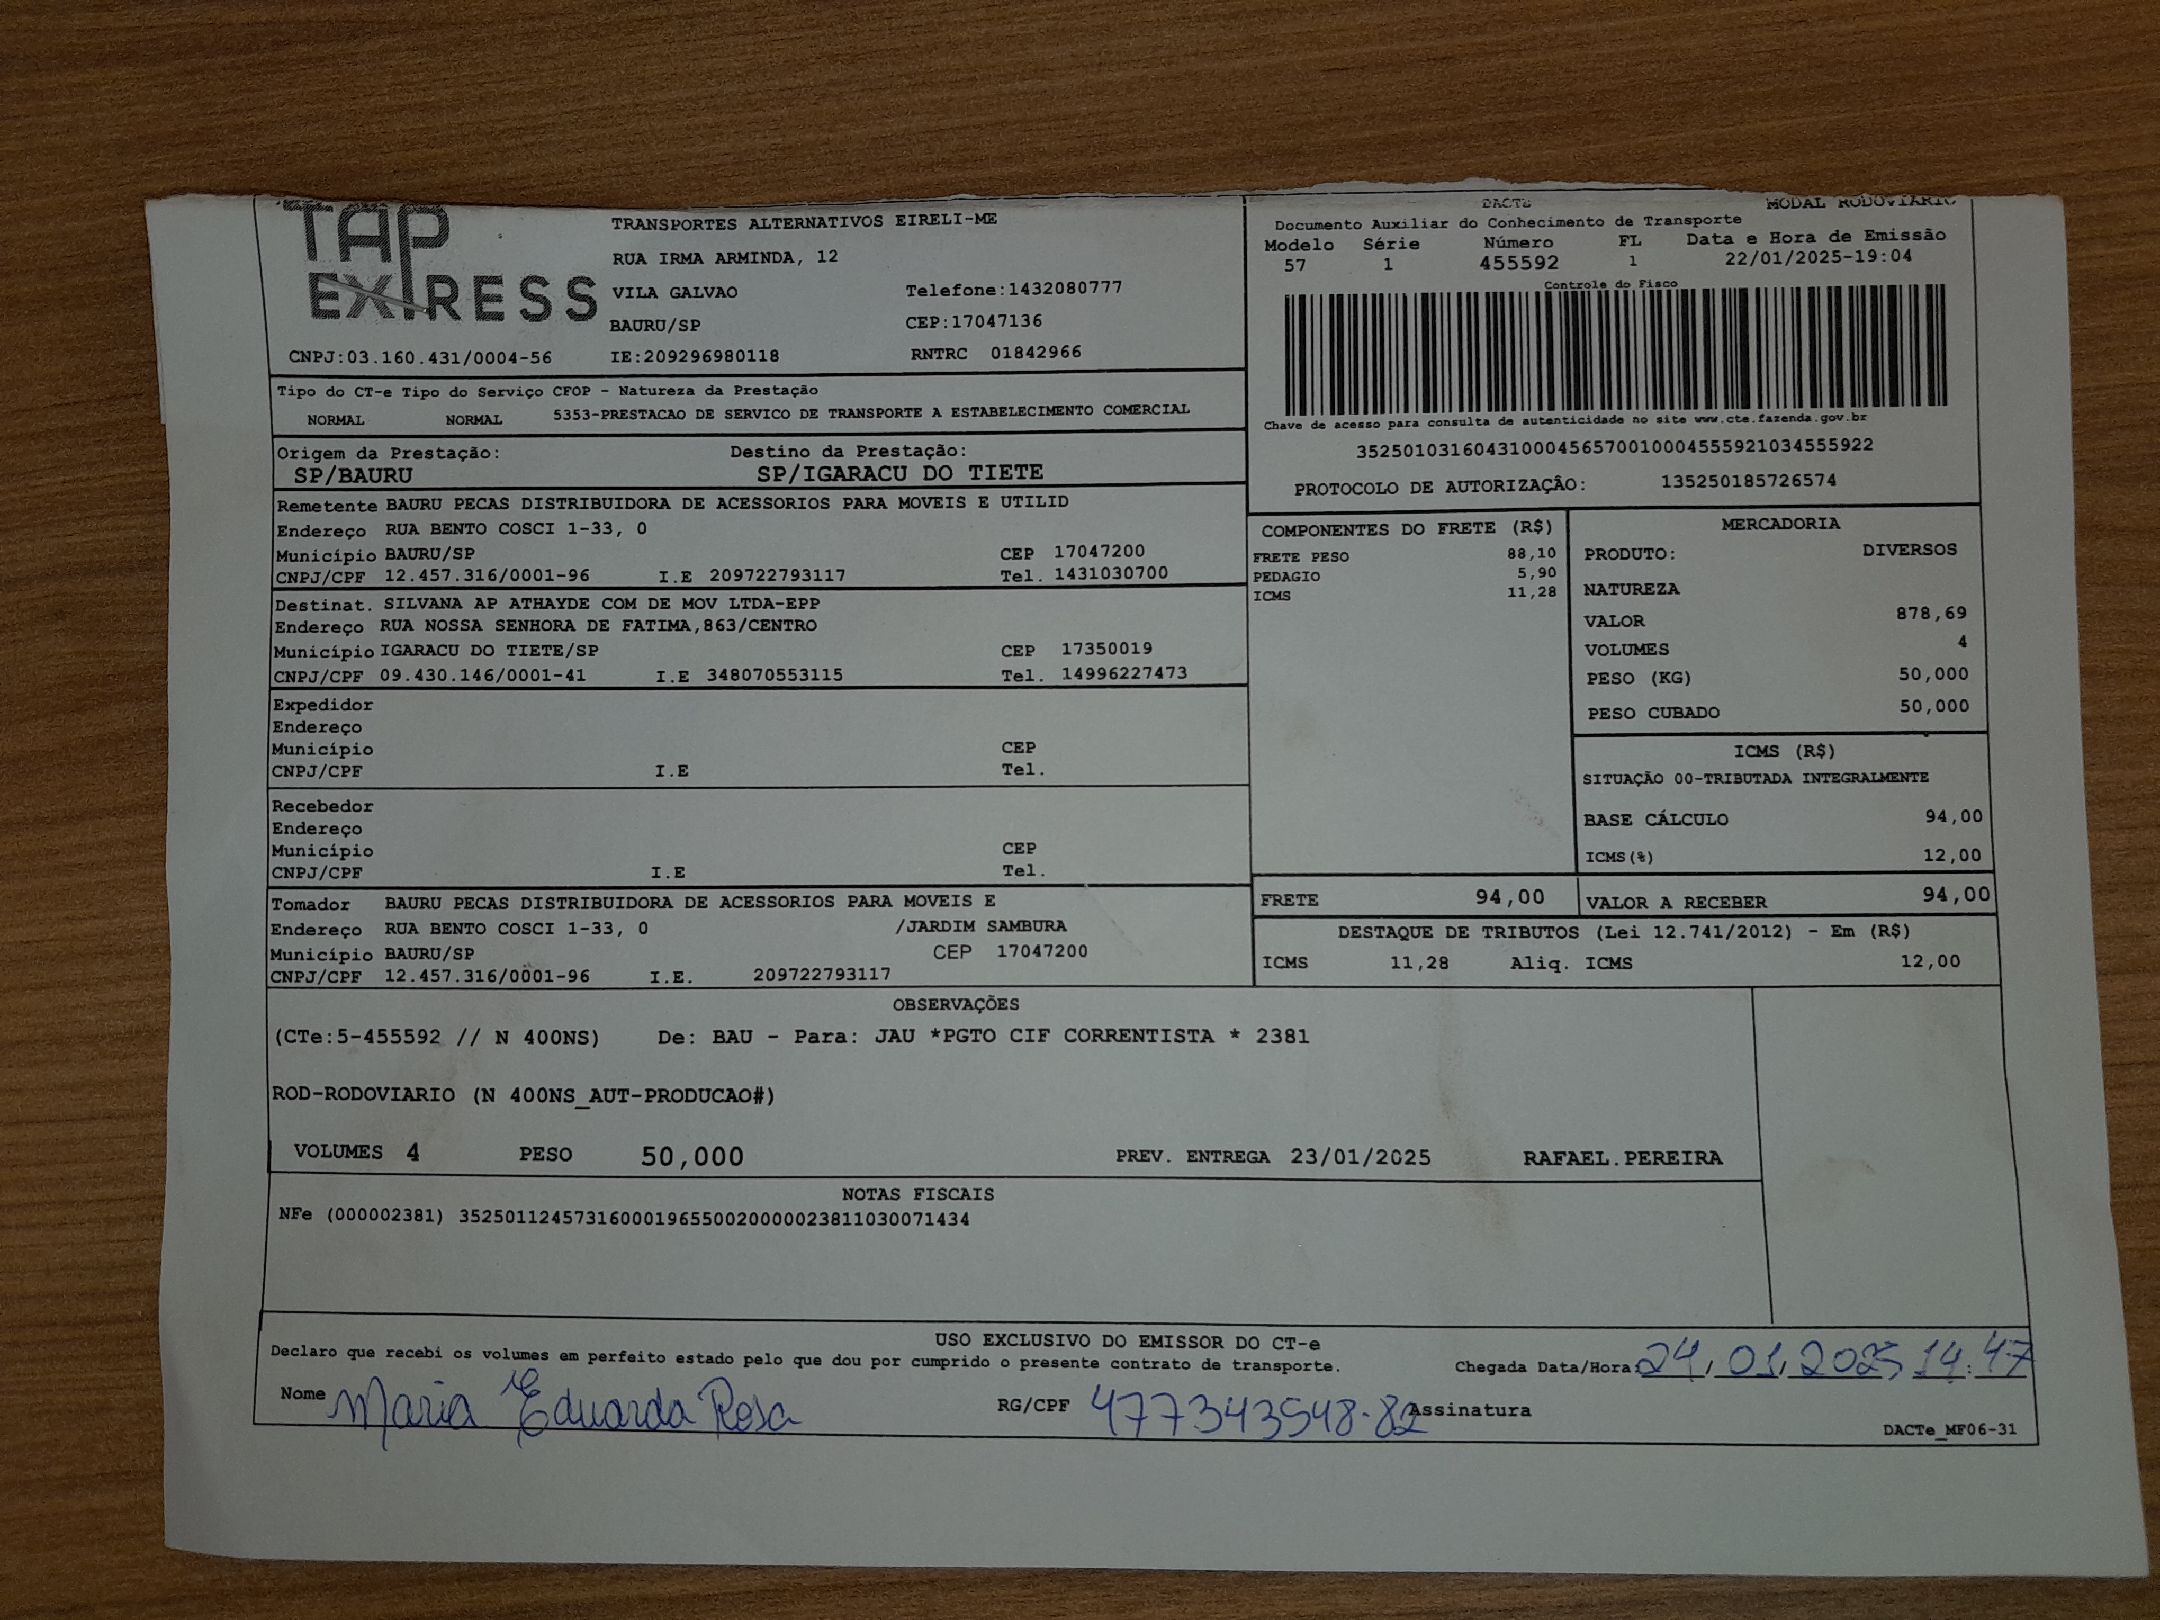 TAP
EXPRESS
TRANSPORTES ALTERNATIVOS EIRELI-ME
RUA IRMA ARMINDA, 12
VILA GALVAO Telefone:1432080777
BAURU/SP CEP:17047136
CNPJ:03.160.431/0004-56 IE:209296980118 RNTRC 01842966
DACTE MODAL RODOVIARIO
Documento Auxiliar do Conhecimento de Transporte
Modelo Série Número FL Data e Hora de Emissão
57 1 455592 1 22/01/2025-19:04
Controle do Fisco
Chave de acesso para consulta de autenticidade no site www.cte.fazenda.gov.br
35250103160431000456570010004555921034555922
PROTOCOLO DE AUTORIZAÇÃO: 135250185726574
Tipo do CT-e Tipo do Serviço CFOP - Natureza da Prestação
NORMAL NORMAL 5353-PRESTACAO DE SERVICO DE TRANSPORTE A ESTABELECIMENTO COMERCIAL
Origem da Prestação: Destino da Prestação:
SP/BAURU SP/IGARACU DO TIETE
Remetente BAURU PECAS DISTRIBUIDORA DE ACESSORIOS PARA MOVEIS E UTILID
Endereço RUA BENTO COSCI 1-33, 0
Município BAURU/SP CEP 17047200
CNPJ/CPF 12.457.316/0001-96 I.E 209722793117 Tel. 1431030700
Destinat. SILVANA AP ATHAYDE COM DE MOV LTDA-EPP
Endereço RUA NOSSA SENHORA DE FATIMA,863/CENTRO
Município IGARACU DO TIETE/SP CEP 17350019
CNPJ/CPF 09.430.146/0001-41 I.E 348070553115 Tel. 14996227473
Expedidor
Endereço
Município CEP
CNPJ/CPF I.E Tel.
Recebedor
Endereço
Município CEP
CNPJ/CPF I.E Tel.
Tomador BAURU PECAS DISTRIBUIDORA DE ACESSORIOS PARA MOVEIS E
Endereço RUA BENTO COSCI 1-33, 0 /JARDIM SAMBURA
Município BAURU/SP CEP 17047200
CNPJ/CPF 12.457.316/0001-96 I.E. 209722793117
COMPONENTES DO FRETE (R$)
FRETE PESO 88,10
PEDAGIO 5,90
ICMS 11,28
MERCADORIA
PRODUTO: DIVERSOS
NATUREZA
VALOR 878,69
VOLUMES 4
PESO (KG) 50,000
PESO CUBADO 50,000
ICMS (R$)
SITUAÇÃO 00-TRIBUTADA INTEGRALMENTE
BASE CÁLCULO 94,00
ICMS(%) 12,00
FRETE 94,00 VALOR A RECEBER 94,00
DESTAQUE DE TRIBUTOS (Lei 12.741/2012) - Em (R$)
ICMS 11,28 Aliq. ICMS 12,00
OBSERVAÇÕES
(CTe:5-455592 // N 400NS) De: BAU - Para: JAU *PGTO CIF CORRENTISTA * 2381
ROD-RODOVIARIO (N 400NS_AUT-PRODUCAO#)
VOLUMES 4 PESO 50,000 PREV. ENTREGA 23/01/2025 RAFAEL.PEREIRA
NOTAS FISCAIS
NFe (000002381) 35250112457316000196550020000023811030071434
USO EXCLUSIVO DO EMISSOR DO CT-e
Declaro que recebi os volumes em perfeito estado pelo que dou por cumprido o presente contrato de transporte. Chegada Data/Hora: 24/01/2025 14:47
Nome Maria Eduarda Rosa RG/CPF 477343548-82 Assinatura
DACTe_MF06-31